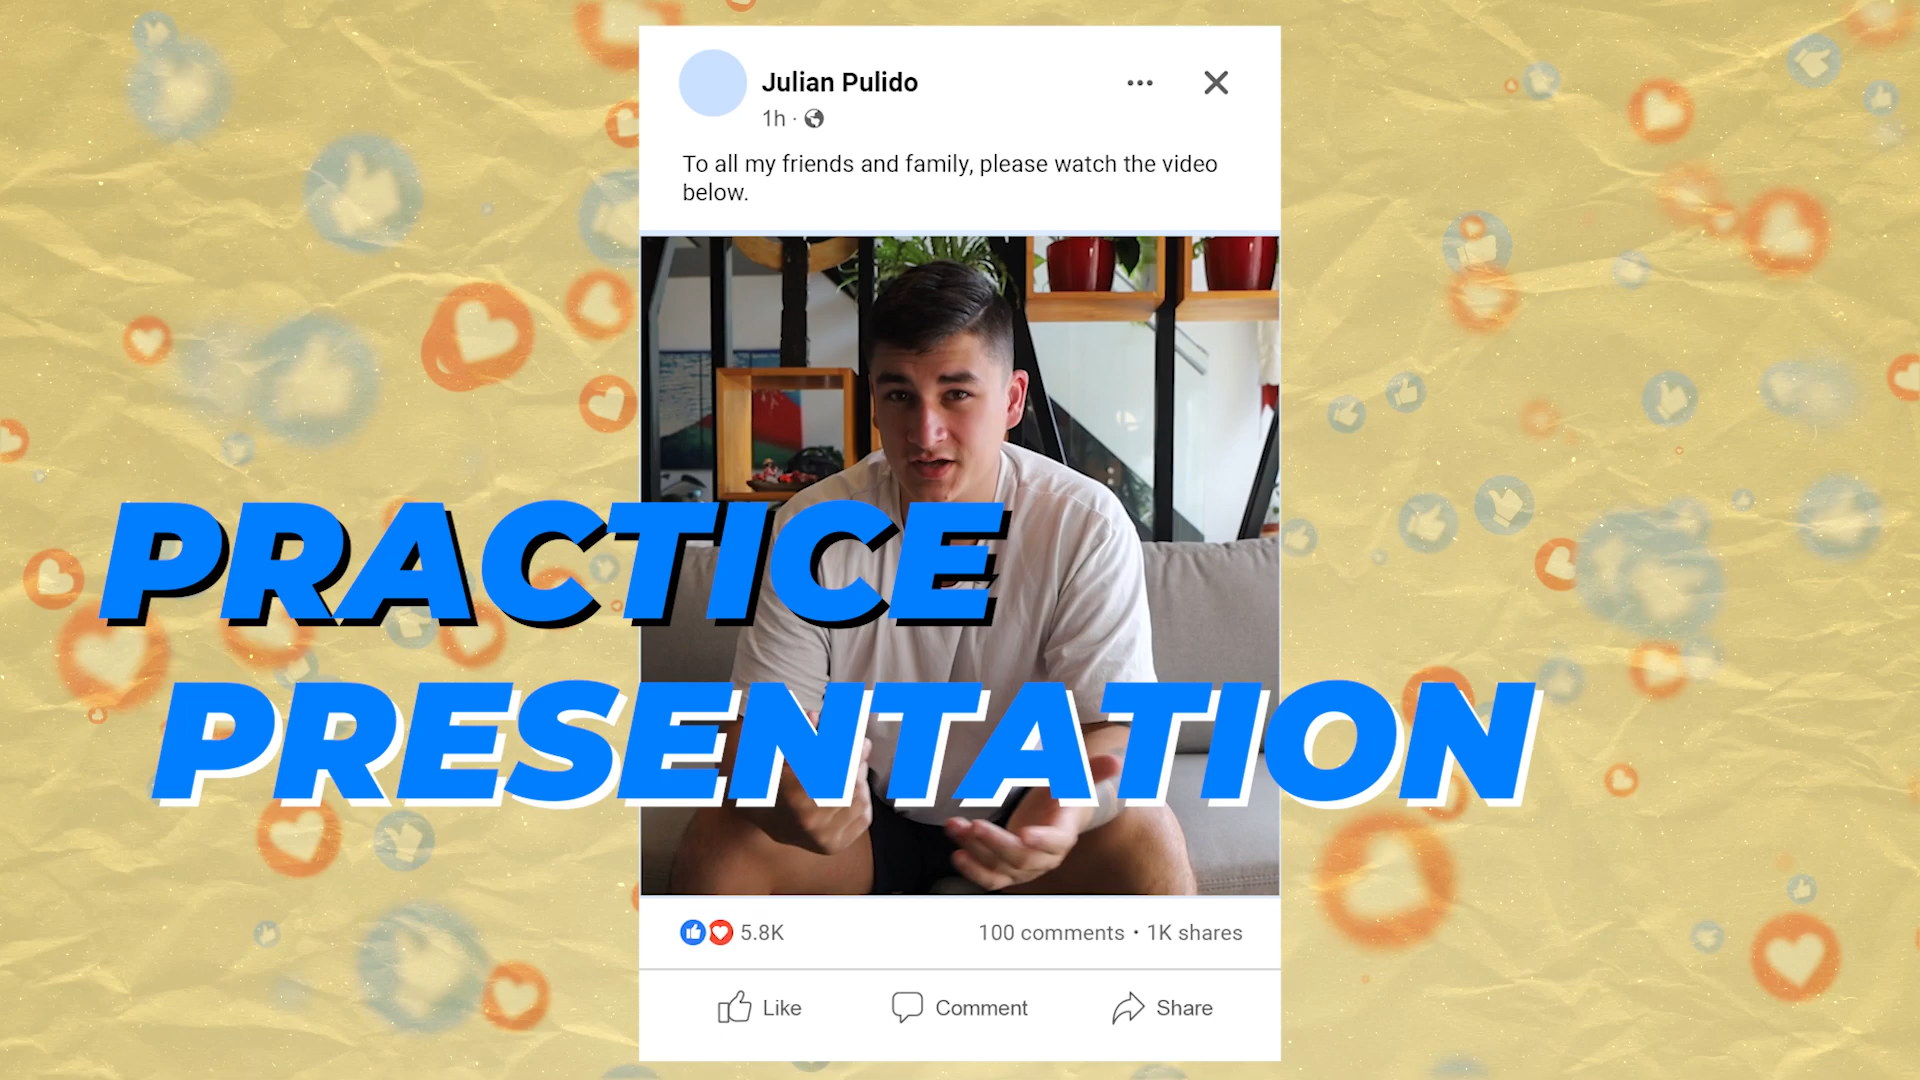 Julian Pulido
1h ·
To all my friends and family, please watch the video
below.
PRACTICE
PRESENTATION
5.8K
100 comments • 1K shares
Like
Comment
Share